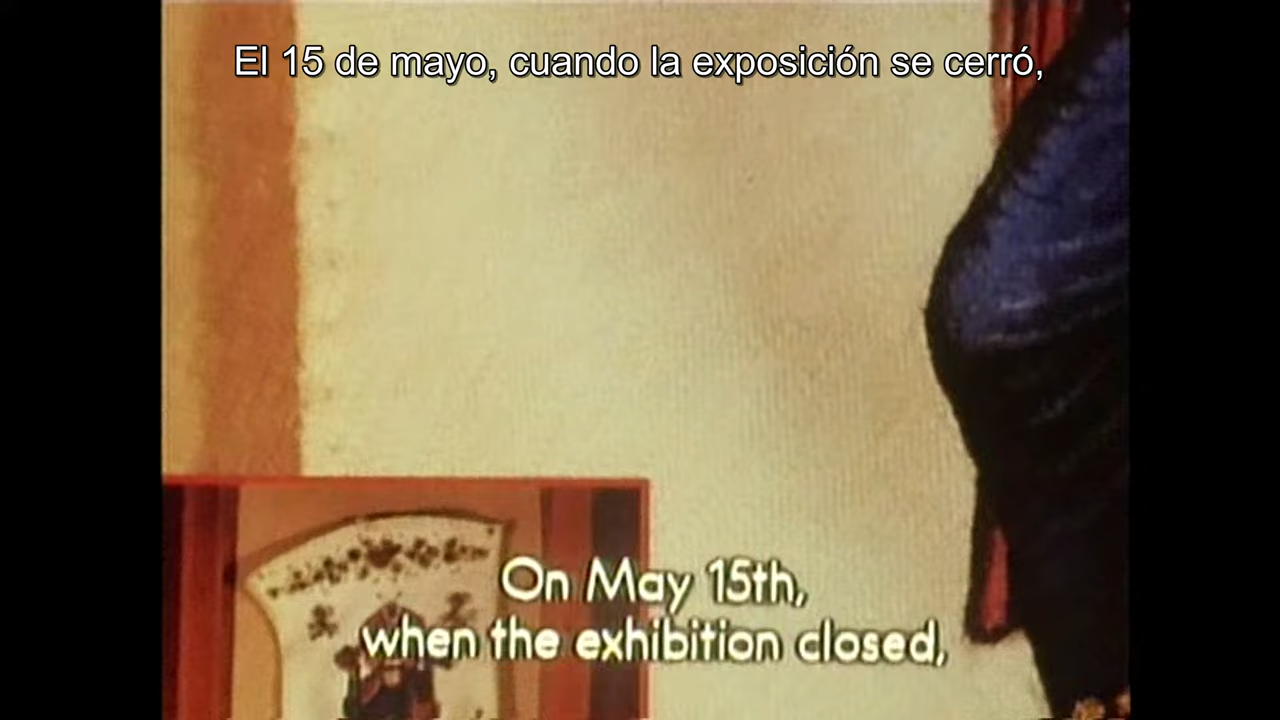 El 15 de mayo, cuando la exposición se cerró,
On May 15th,
when the exhibition closed,